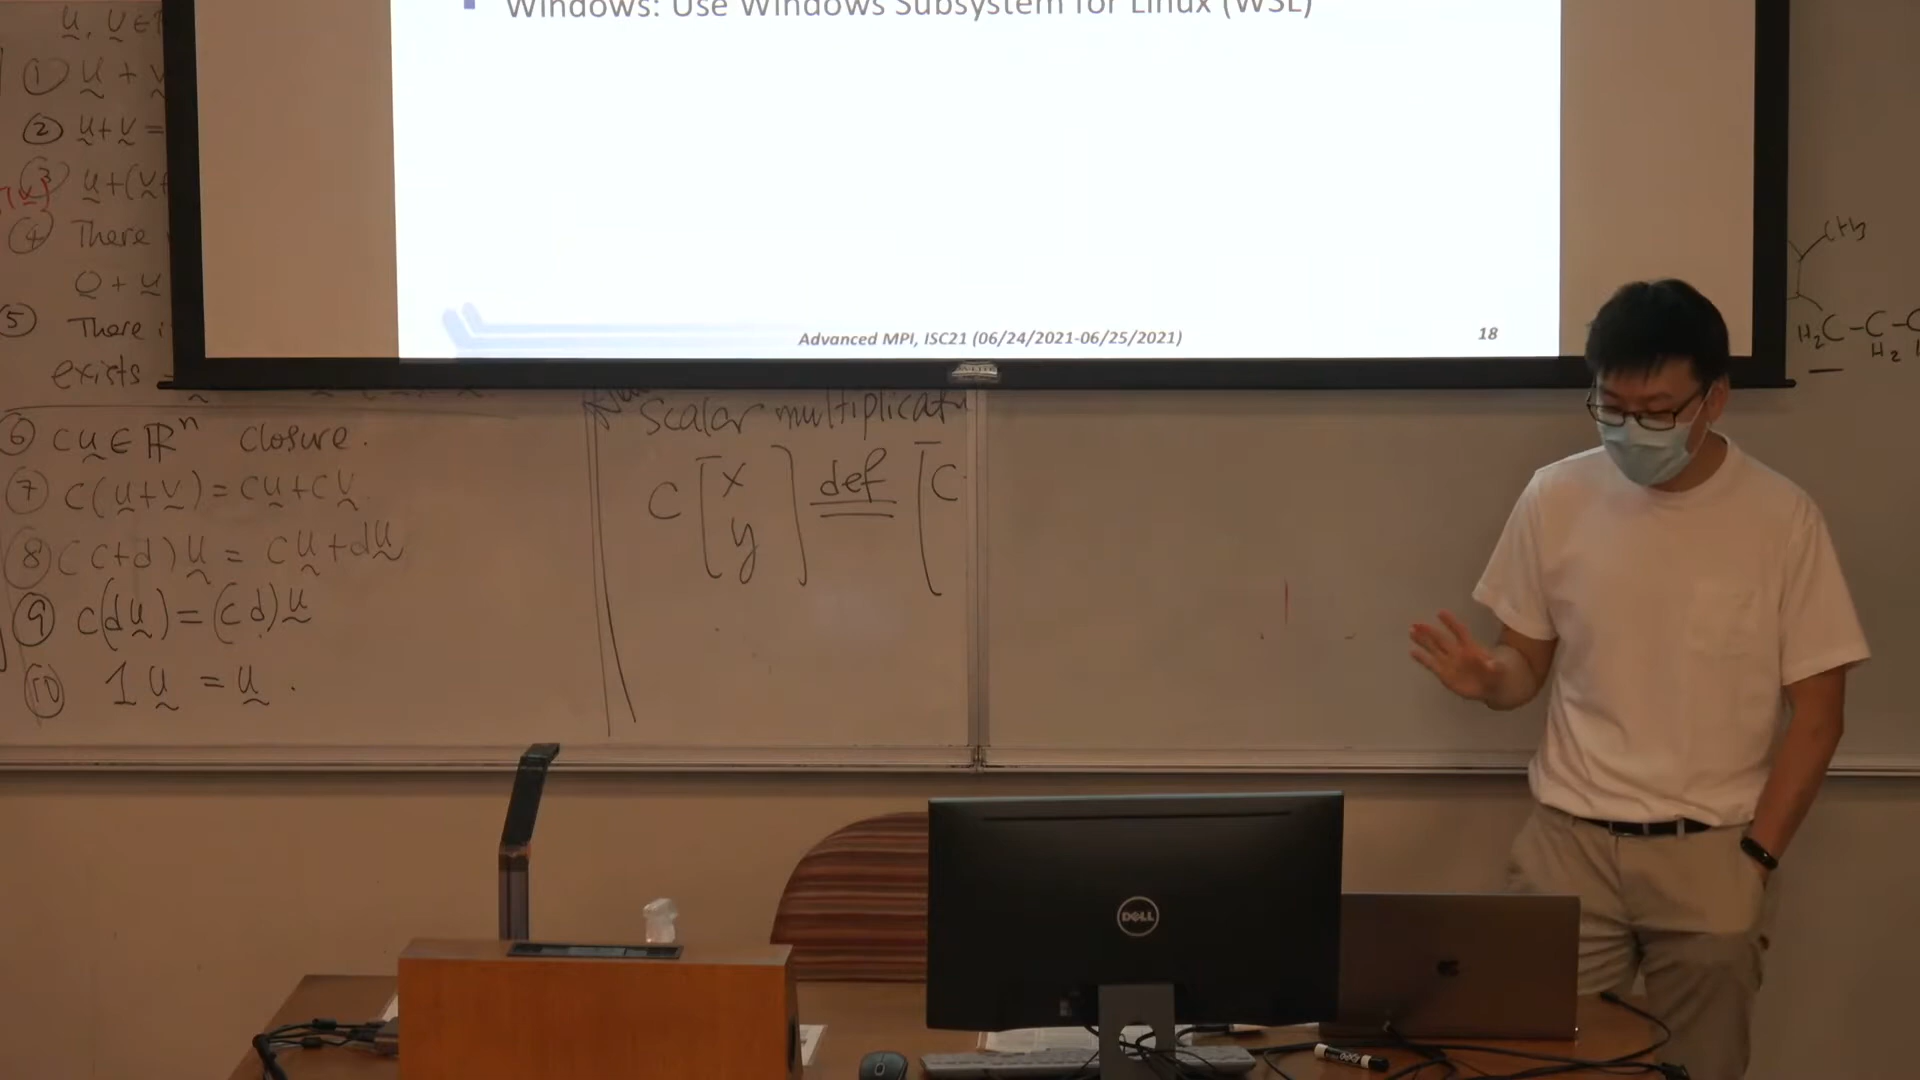 Windows: Use Windows Subsystem for Linux (WSL)
Advanced MPI, ISC21 (06/24/2021-06/25/2021)
18
u, v ∈
① u + v
② u + v =
③ u + (v +
④ There
0 + u
⑤ There i
exists
⑥ cu ∈ ℝⁿ closure.
⑦ c(u+v) = cu + cv
⑧ (c+d)u = cu + du
⑨ c(du) = (cd)u
⑩ 1u = u.
Scalar multiplicat
c [x def [c
y]
CH3
H2C-C-C
H2
DELL